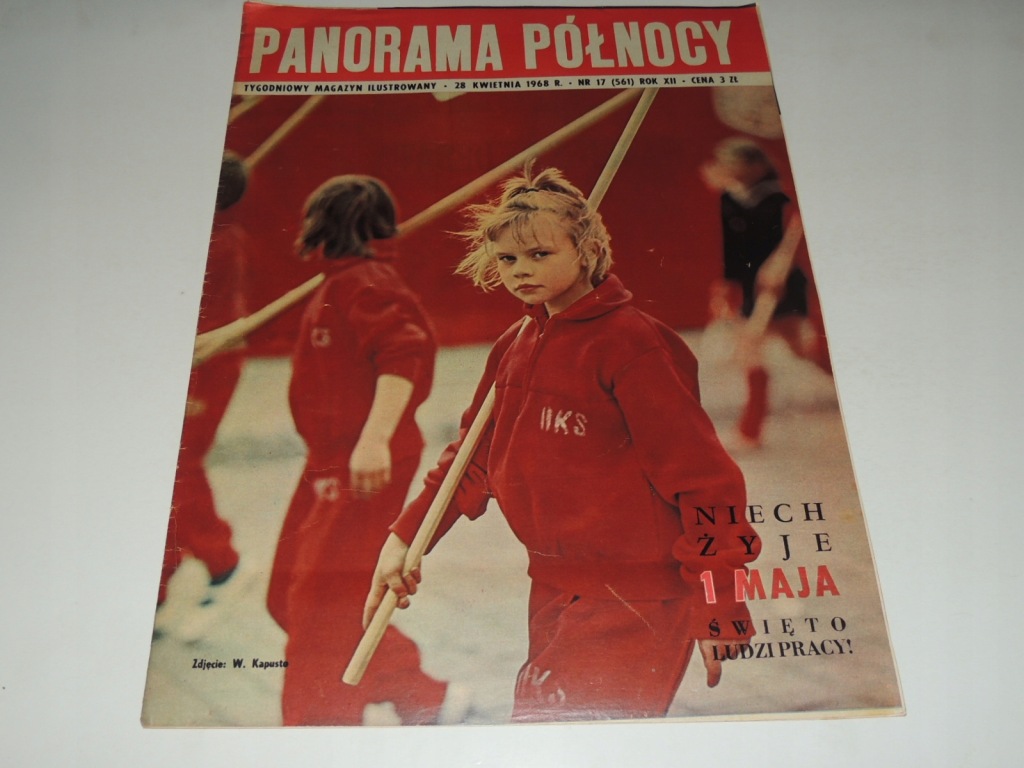 PANORAMA PÓŁNOCY
TYGODNIOWY MAGAZYN ILUSTROWANY · 28 KWIETNIA 1968 R. · NR 17 (561) ROK XII · CENA 3 ZŁ
UKS
NIECH
ŻYJE
1 MAJA
ŚWIĘTO
LUDZI PRACY!
Zdjęcie: W. Kapusto